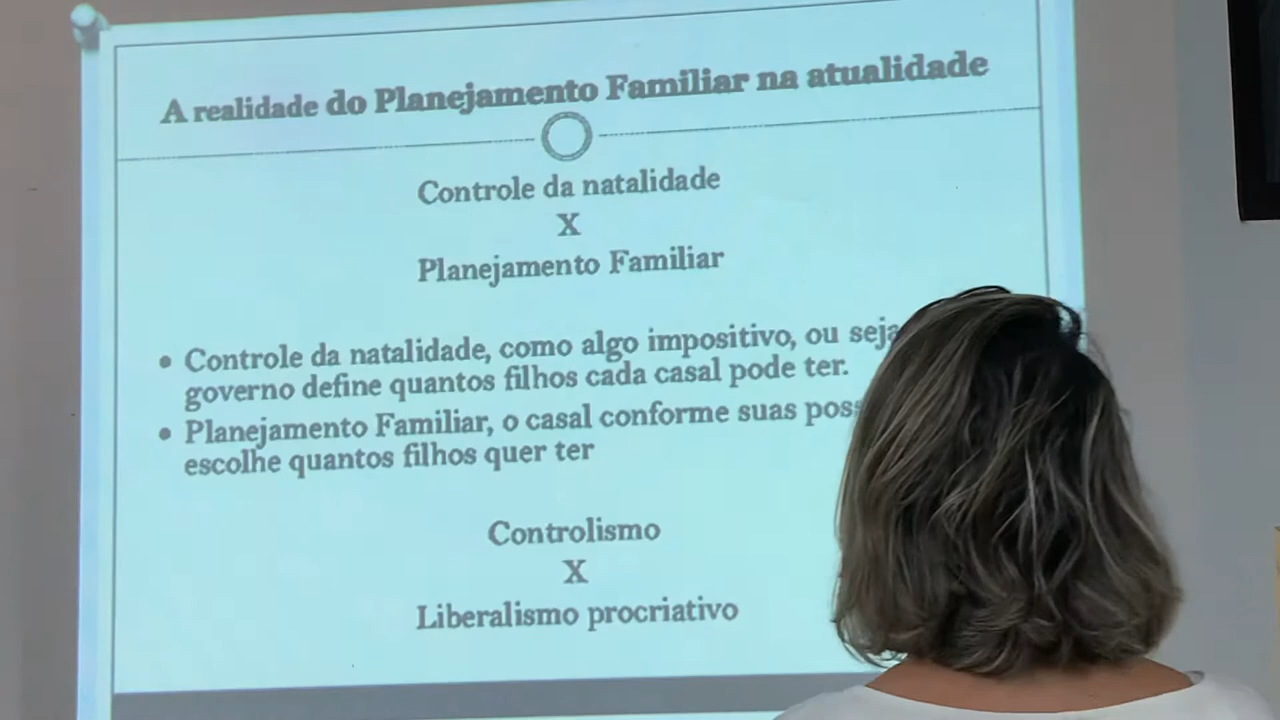 A realidade do Planejamento Familiar na atualidade
Controle da natalidade
X
Planejamento Familiar
• Controle da natalidade, como algo impositivo, ou seja
governo define quantos filhos cada casal pode ter.
• Planejamento Familiar, o casal conforme suas
escolhe quantos filhos quer ter
Controlismo
X
Liberalismo procriativo